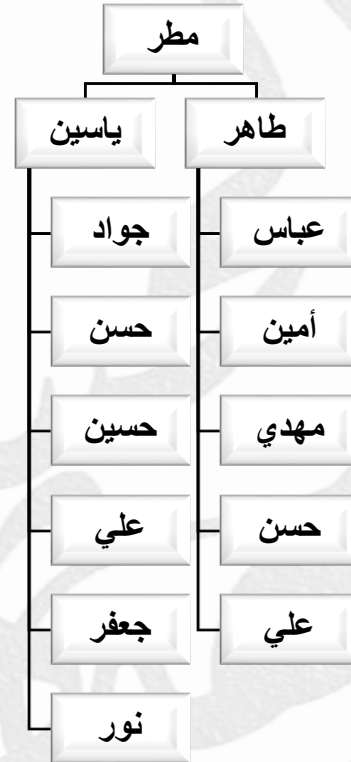 مطر
طاهر
ياسين
عباس
جواد
أمين
حسن
مهدي
حسين
حسن
علي
علي
جعفر
نور